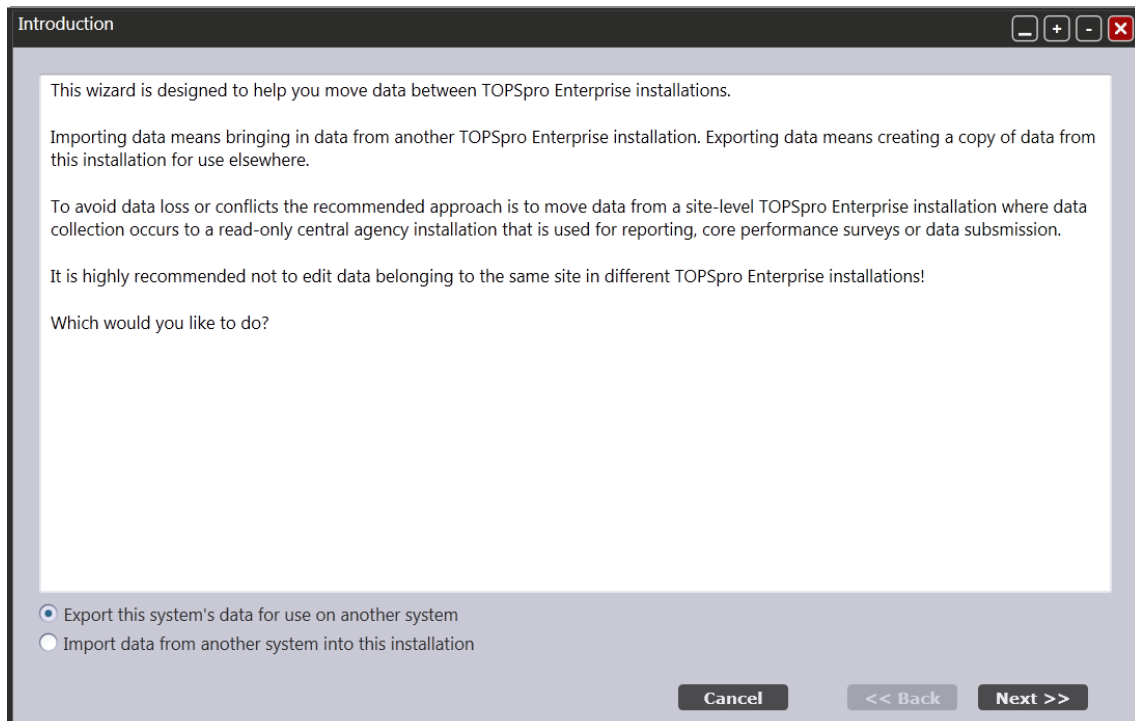 Introduction
This wizard is designed to help you move data between TOPSpro Enterprise installations.
Importing data means bringing in data from another TOPSpro Enterprise installation. Exporting data means creating a copy of data from
this installation for use elsewhere.
To avoid data loss or conflicts the recommended approach is to move data from a site-level TOPSpro Enterprise installation where data
collection occurs to a read-only central agency installation that is used for reporting, core performance surveys or data subsmission.
It is highly recommended not to edit data belonging to the same site in different TOPSpro Enterprise installations!
Which would you like to do?
Export this system's data for use on another system
Import data from another system into this installation
Cancel << Back Next >>